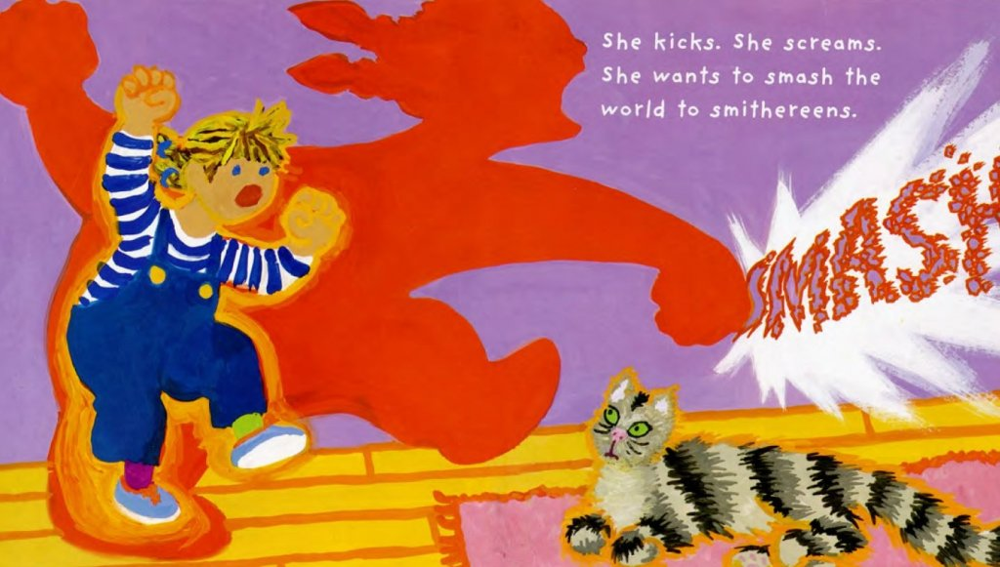 She kicks. She screams.
She wants to smash the
world to smithereens.
SMASH